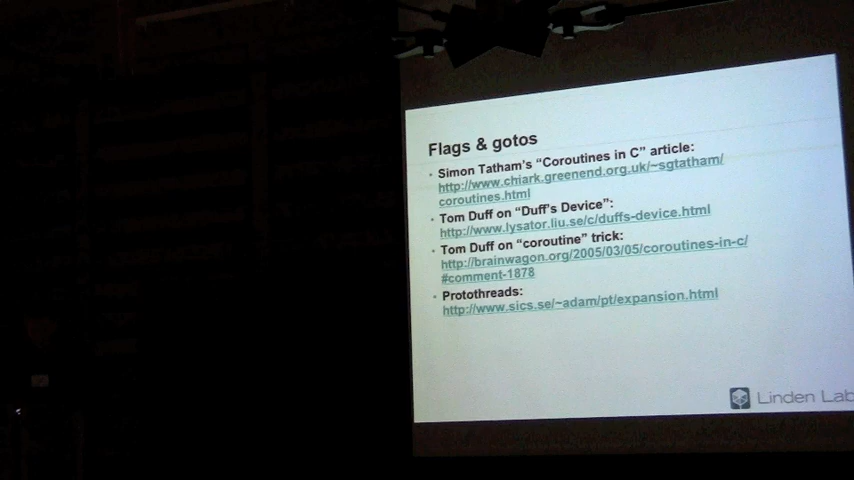 Flags & gotos
• Simon Tatham's “Coroutines in C” article:
http://www.chiark.greenend.org.uk/~sgtatham/
coroutines.html
• Tom Duff on “Duff's Device”:
http://www.lysator.liu.se/c/duffs-device.html
• Tom Duff on “coroutine” trick:
http://brainwagon.org/2005/03/05/coroutines-in-c/
#comment-1878
• Protothreads:
http://www.sics.se/~adam/pt/expansion.html
Linden Lab